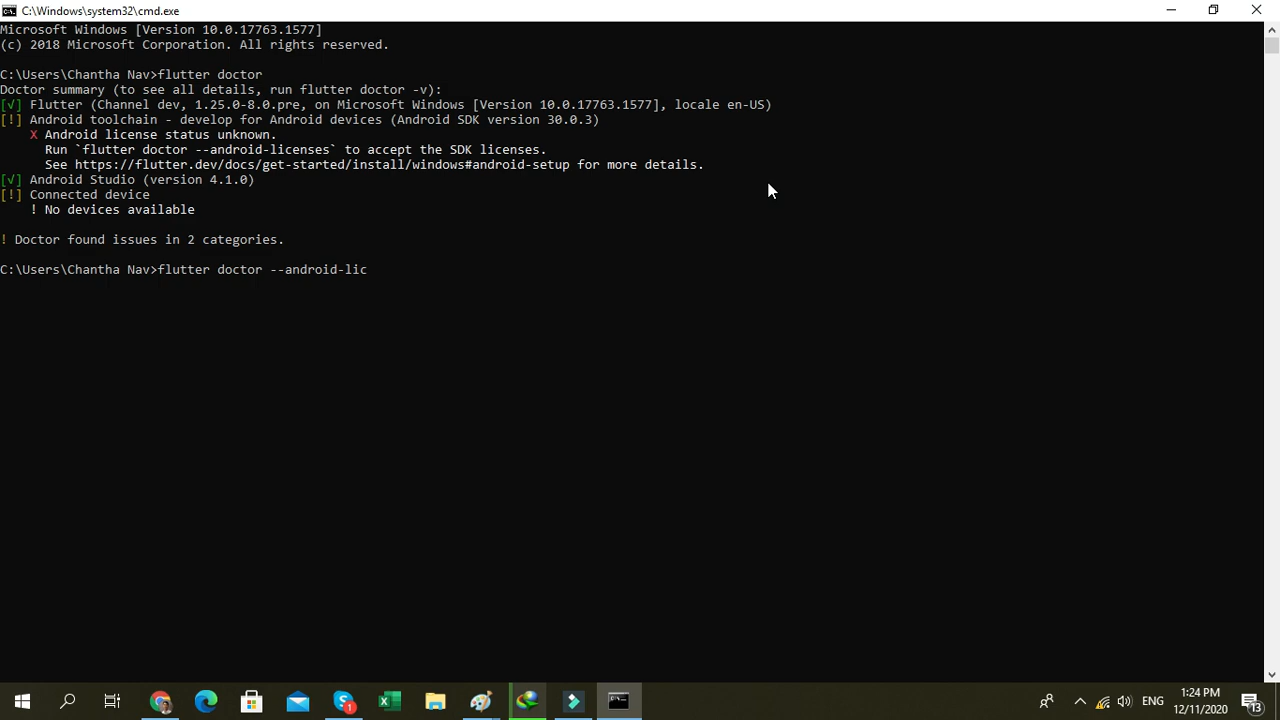 C:\Windows\system32\cmd.exe
Microsoft Windows [Version 10.0.17763.1577]
(c) 2018 Microsoft Corporation. All rights reserved.
C:\Users\Chantha Nav>flutter doctor
Doctor summary (to see all details, run flutter doctor -v):
[√] Flutter (Channel dev, 1.25.0-8.0.pre, on Microsoft Windows [Version 10.0.17763.1577], locale en-US)
[!] Android toolchain - develop for Android devices (Android SDK version 30.0.3)
X Android license status unknown.
Run `flutter doctor --android-licenses` to accept the SDK licenses.
See https://flutter.dev/docs/get-started/install/windows#android-setup for more details.
[√] Android Studio (version 4.1.0)
[!] Connected device
! No devices available
! Doctor found issues in 2 categories.
C:\Users\Chantha Nav>flutter doctor --android-lic
ENG
1:24 PM
12/11/2020
13
1